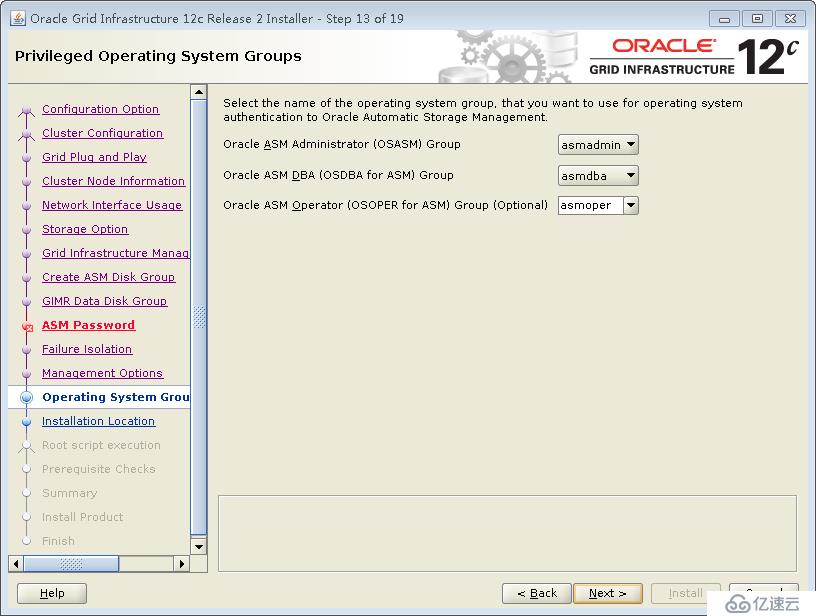 Oracle Grid Infrastructure 12c Release 2 Installer - Step 13 of 19
Privileged Operating System Groups
ORACLE
GRID INFRASTRUCTURE
12c
Configuration Option
Cluster Configuration
Grid Plug and Play
Cluster Node Information
Network Interface Usage
Storage Option
Grid Infrastructure Manag
Create ASM Disk Group
GIMR Data Disk Group
ASM Password
Failure Isolation
Management Options
Operating System Grou
Installation Location
Root script execution
Prerequisite Checks
Summary
Install Product
Finish
Select the name of the operating system group, that you want to use for operating system
authentication to Oracle Automatic Storage Management.
Oracle ASM Administrator (OSASM) Group asmadmin
Oracle ASM DBA (OSDBA for ASM) Group asmdba
Oracle ASM Operator (OSOPER for ASM) Group (Optional) asmoper
Help
< Back
Next >
Install
亿速云